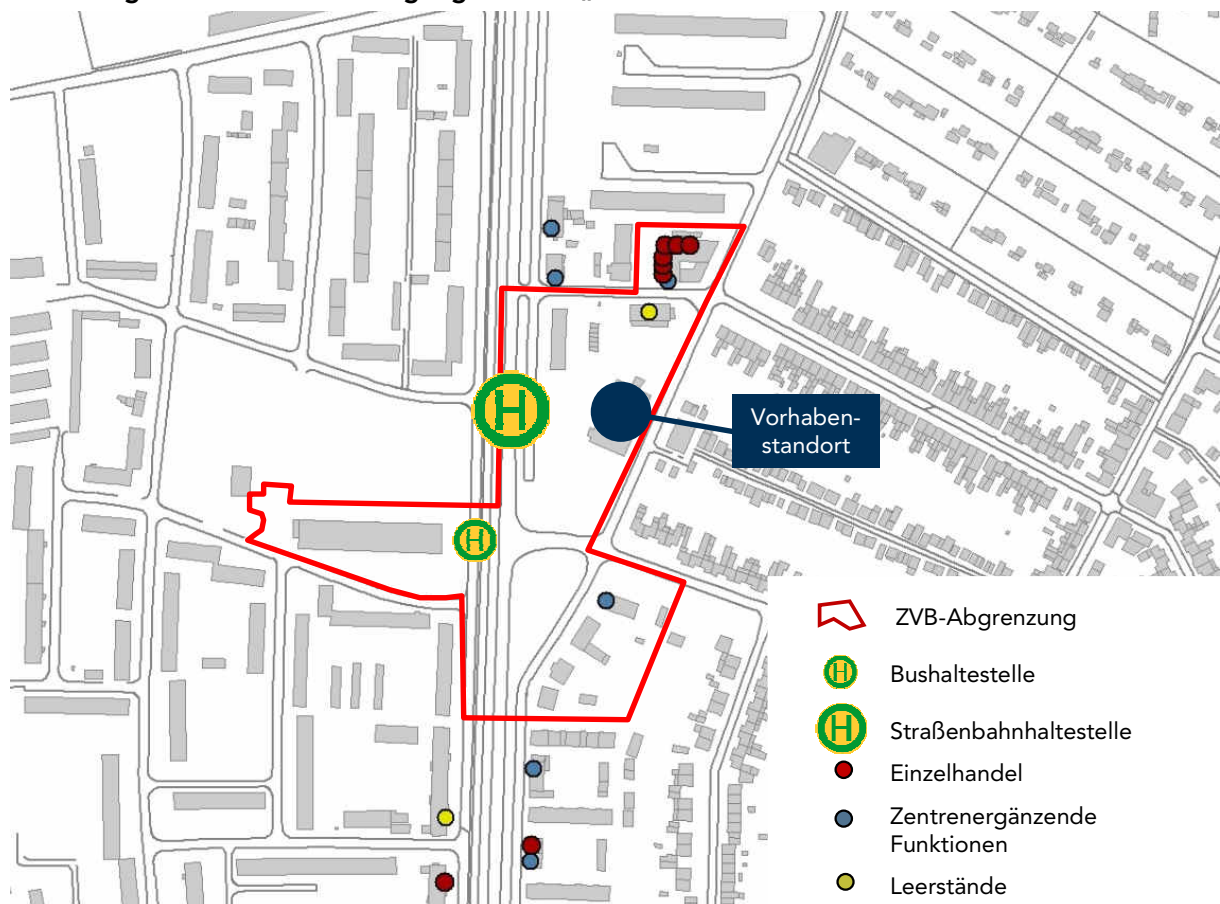 H
H
Vorhaben-
standort
ZVB-Abgrenzung
H
Bushaltestelle
H
Straßenbahnhaltestelle
Einzelhandel
Zentrenergänzende
Funktionen
Leerstände